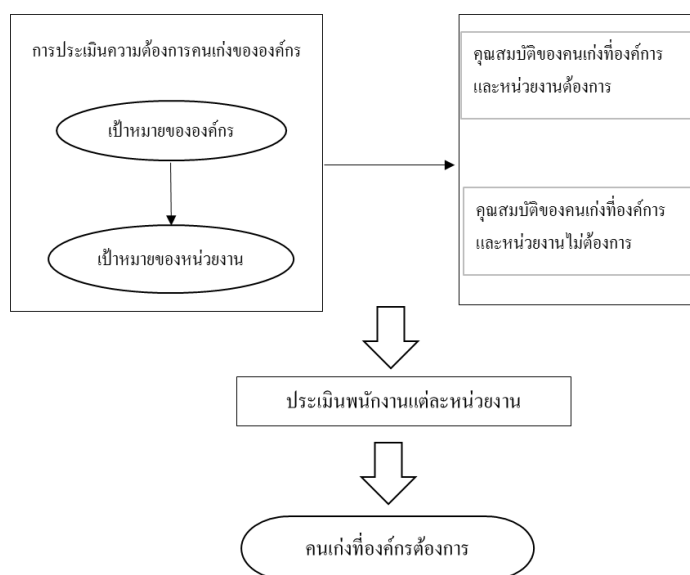 การประเมินความต้องการคนเก่งขององค์กร
เป้าหมายขององค์กร
เป้าหมายของหน่วยงาน
คุณสมบัติของคนเก่งที่องค์การ
และหน่วยงานต้องการ
คุณสมบัติของคนเก่งที่องค์การ
และหน่วยงานไม่ต้องการ
ประเมินพนักงานแต่ละหน่วยงาน
คนเก่งที่องค์กรต้องการ